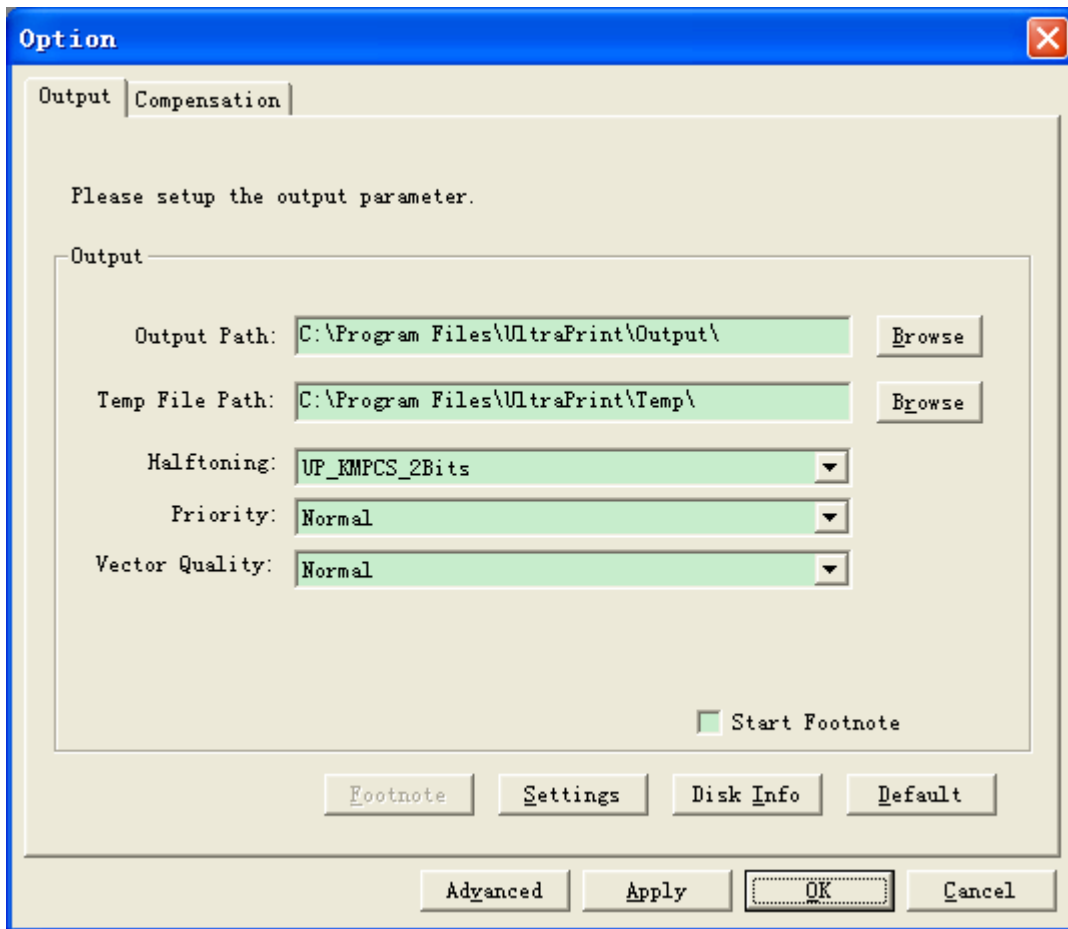 Option
Output Compensation
Please setup the output parameter.
Output
Output Path: C:\Program Files\UltraPrint\Output\ Browse
Temp File Path: C:\Program Files\UltraPrint\Temp\ Browse
Halftoning: UP_KMPCS_2Bits
Priority: Normal
Vector Quality: Normal
Start Footnote
Footnote Settings Disk Info Default
Advanced Apply OK Cancel